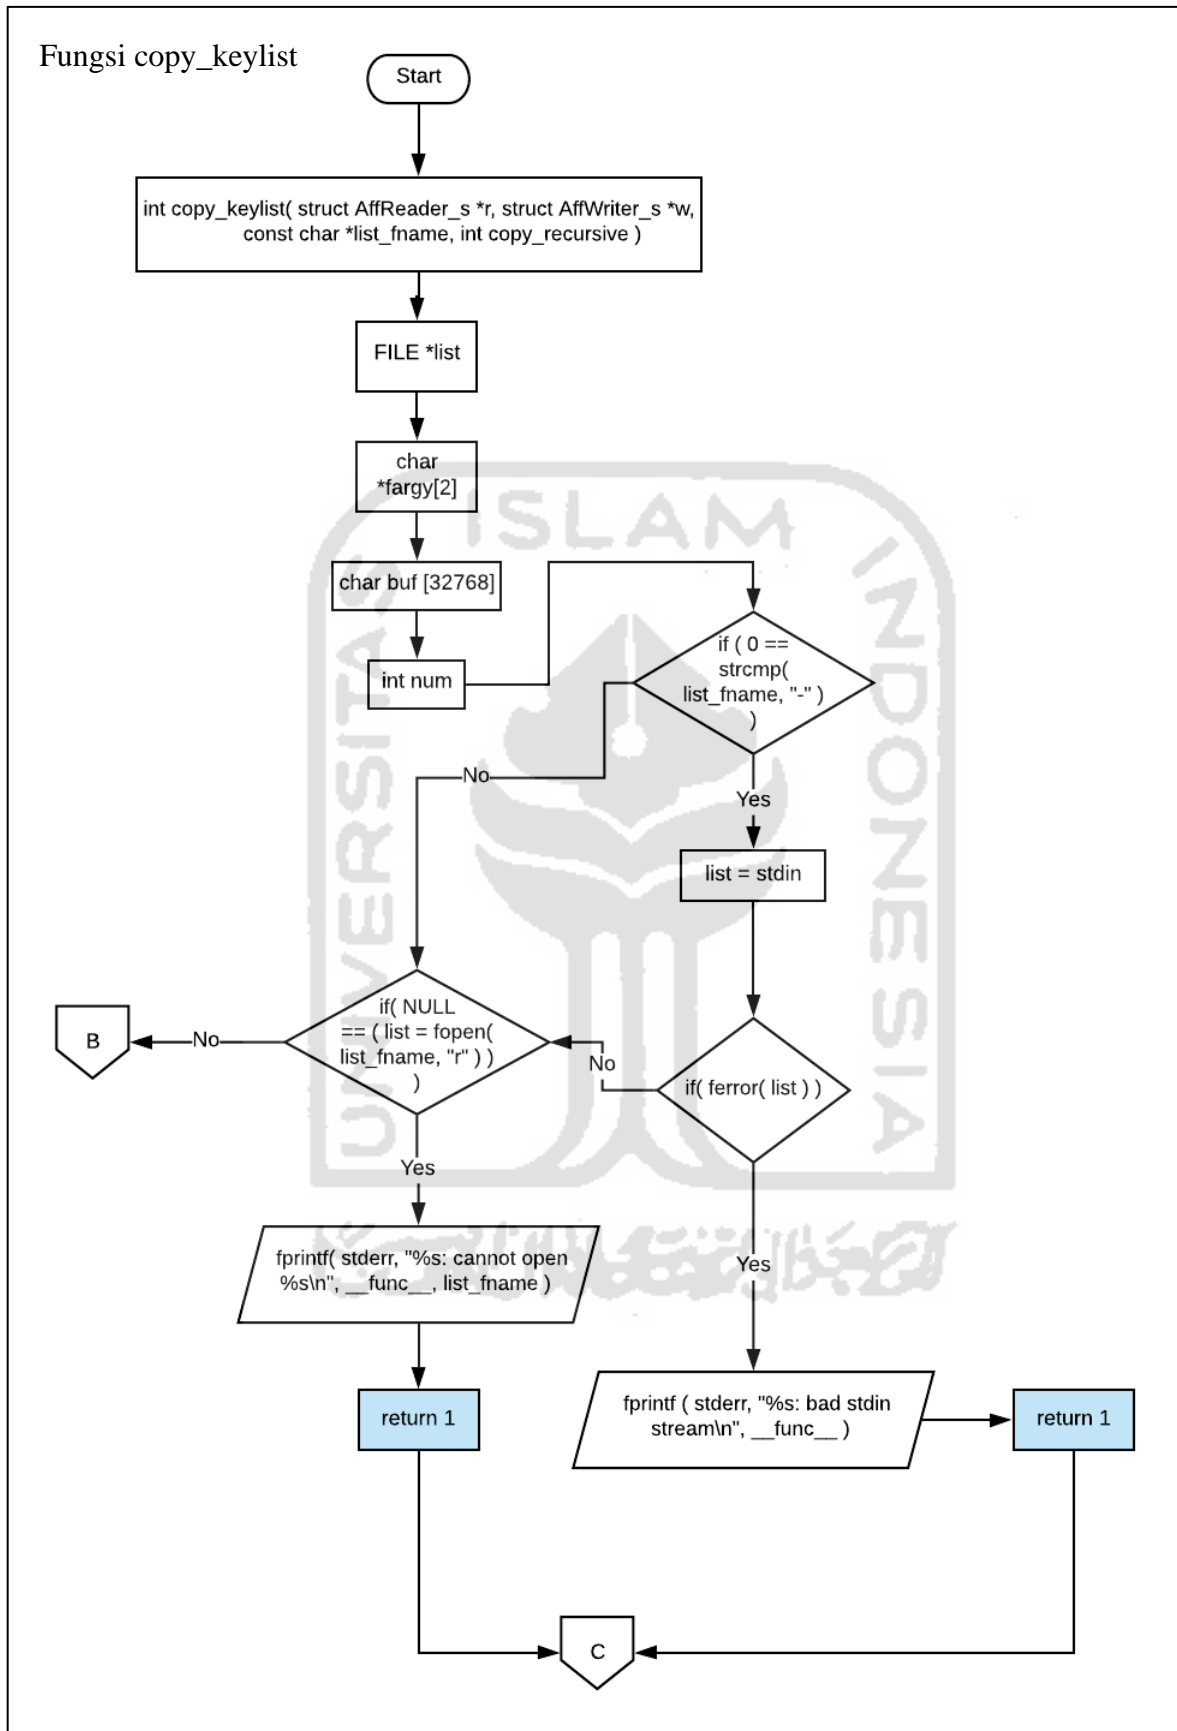 Fungsi copy_keylist
Start
int copy_keylist( struct AffReader_s *r, struct AffWriter_s *w,
const char *list_fname, int copy_recursive )
FILE *list
char
*fargy[2]
char buf [32768]
int num
if ( 0 ==
strcmp(
list_fname, "-" )
)
No
Yes
list = stdin
if( NULL
== ( list = fopen(
list_fname, "r" ) )
)
No
B
if( ferror( list ) )
No
Yes
Yes
fprintf( stderr, "%s: cannot open
%s\n", __func__, list_fname )
return 1
fprintf ( stderr, "%s: bad stdin
stream\n", __func__ )
return 1
C
UNIVERSITAS
ISLAM
INDONESIA